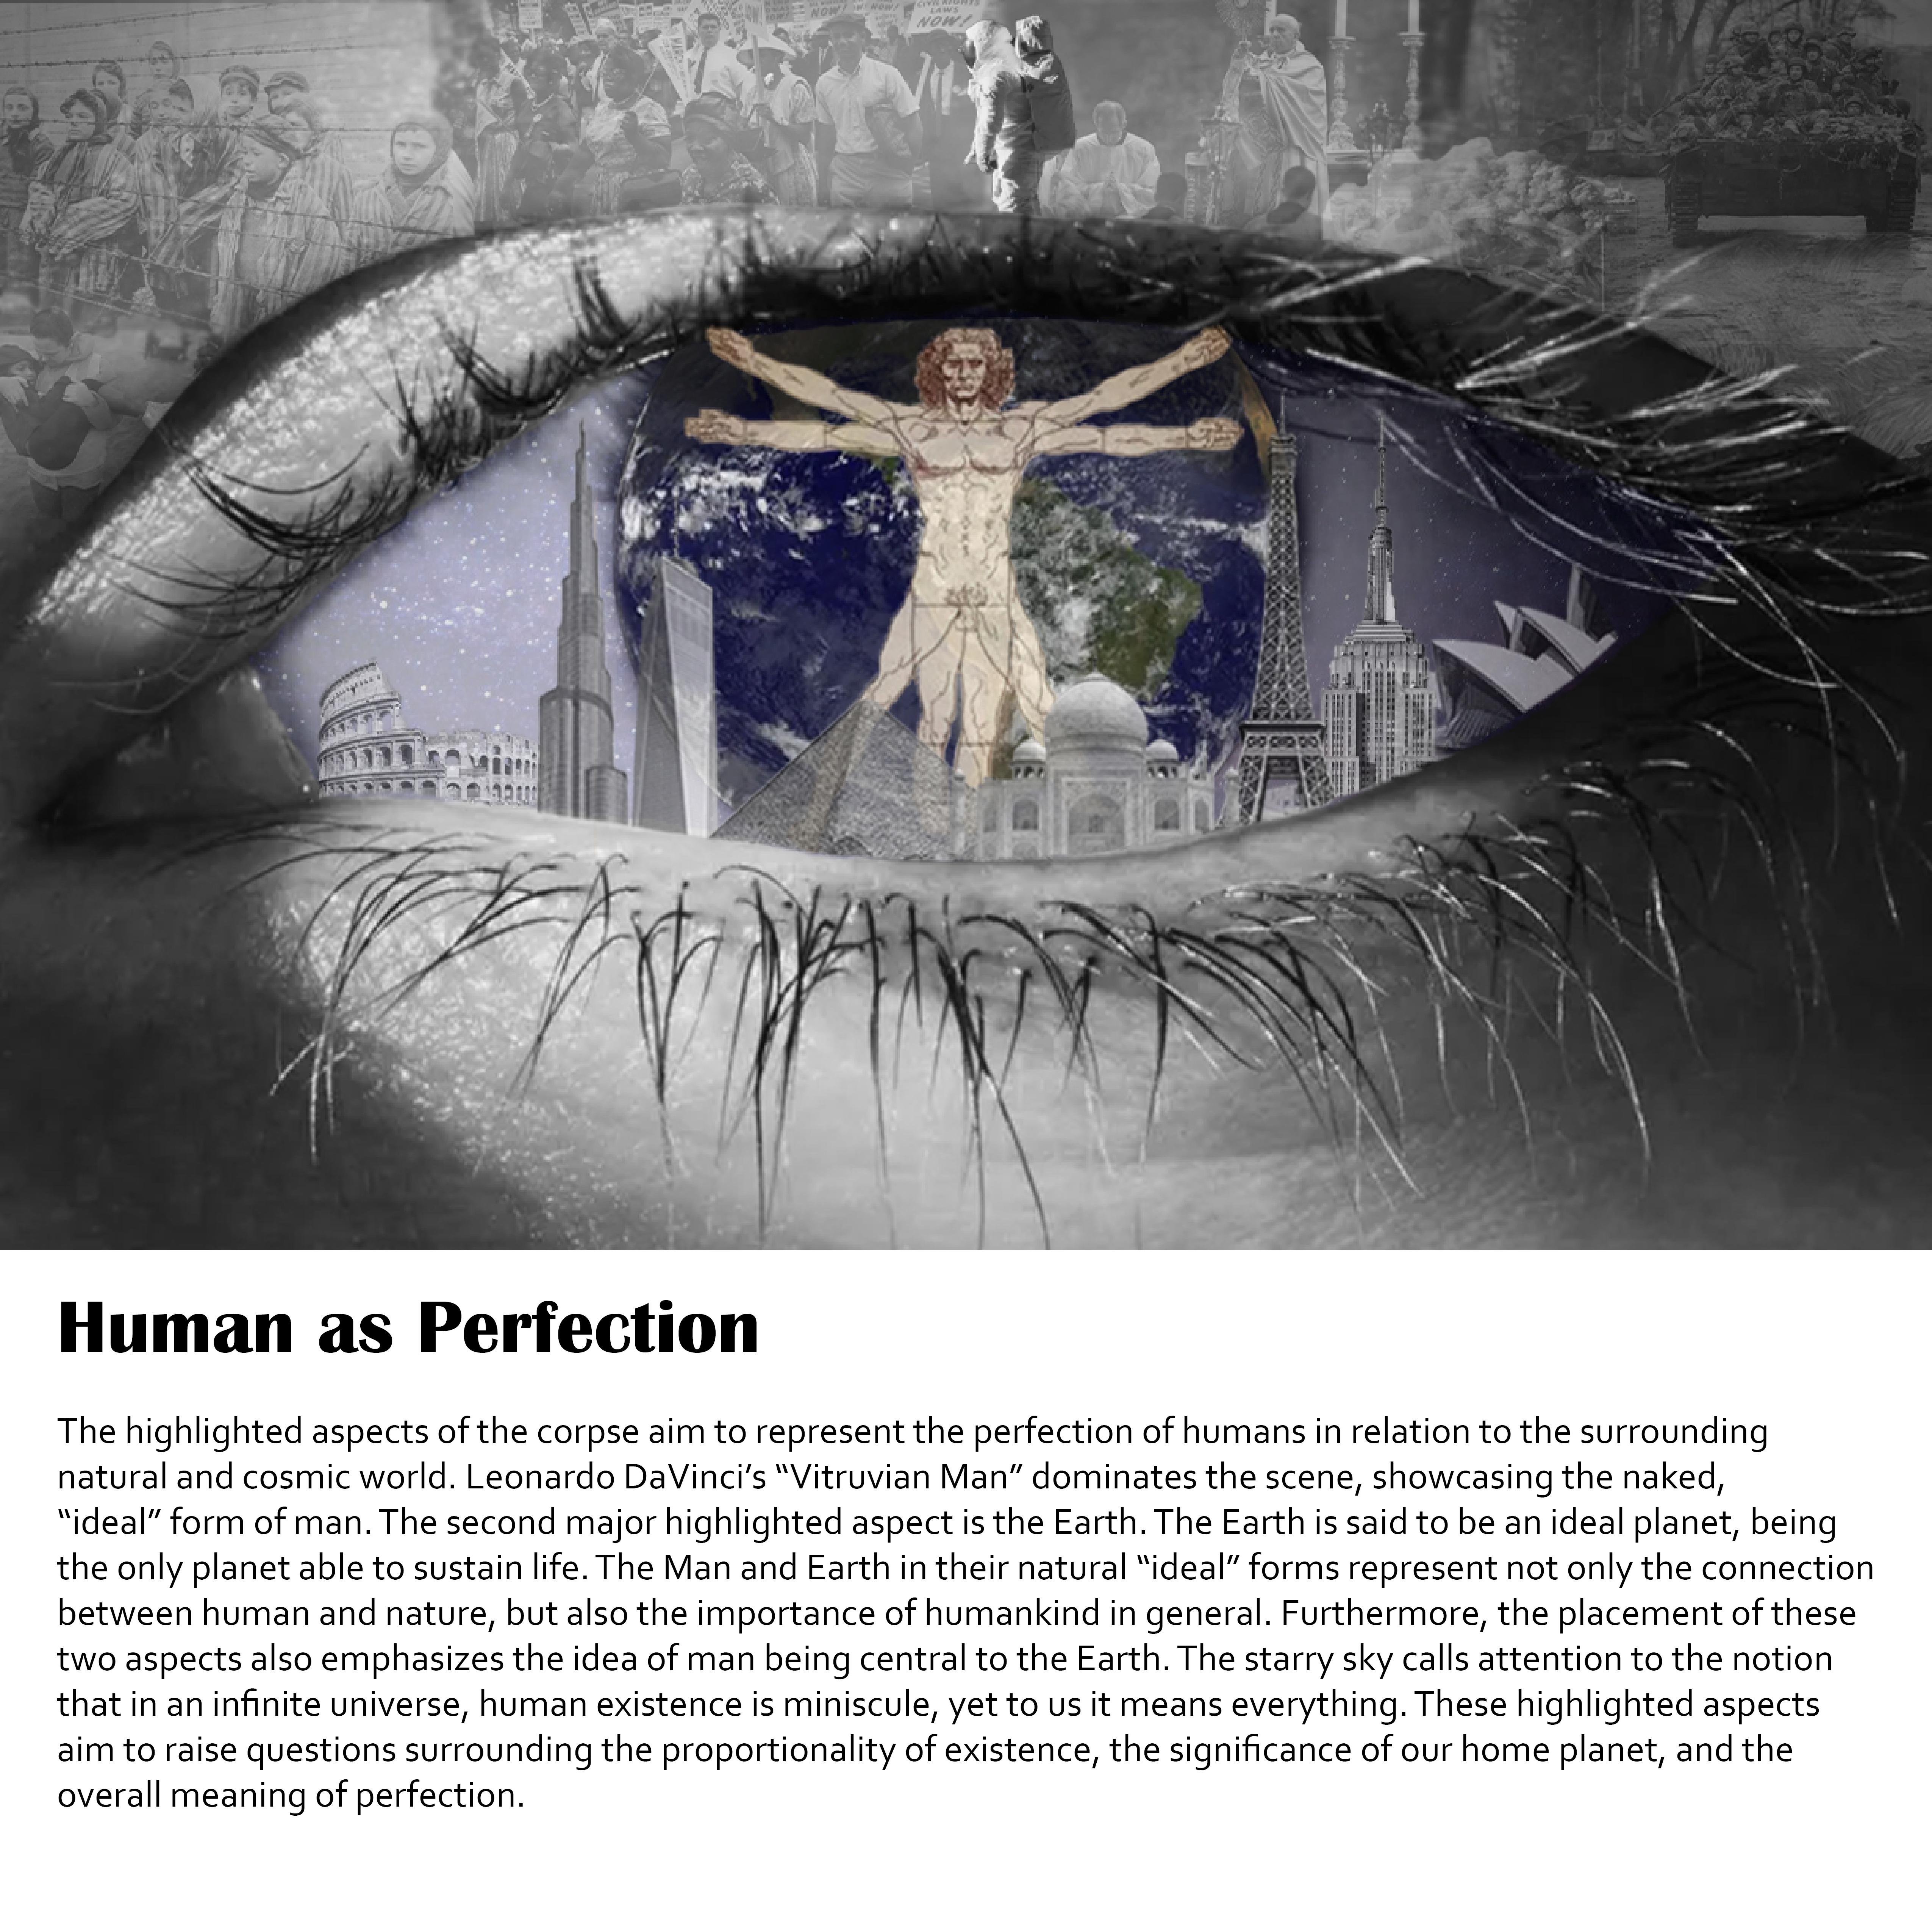 NOW!
NOW!
CIVIL RIGHTS
LAWS
NOW!
Human as Perfection
The highlighted aspects of the corpse aim to represent the perfection of humans in relation to the surrounding
natural and cosmic world. Leonardo DaVinci’s “Vitruvian Man” dominates the scene, showcasing the naked,
“ideal” form of man. The second major highlighted aspect is the Earth. The Earth is said to be an ideal planet, being
the only planet able to sustain life. The Man and Earth in their natural “ideal” forms represent not only the connection
between human and nature, but also the importance of humankind in general. Furthermore, the placement of these
two aspects also emphasizes the idea of man being central to the Earth. The starry sky calls attention to the notion
that in an infinite universe, human existence is miniscule, yet to us it means everything. These highlighted aspects
aim to raise questions surrounding the proportionality of existence, the significance of our home planet, and the
overall meaning of perfection.